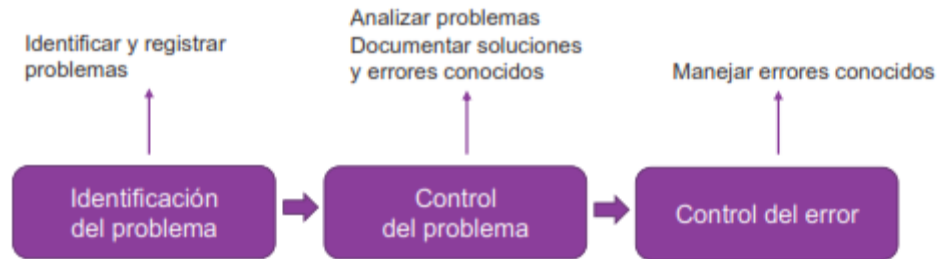 Identificar y registrar
problemas
Analizar problemas
Documentar soluciones
y errores conocidos
Manejar errores conocidos
Identificación
del problema
Control
del problema
Control del error